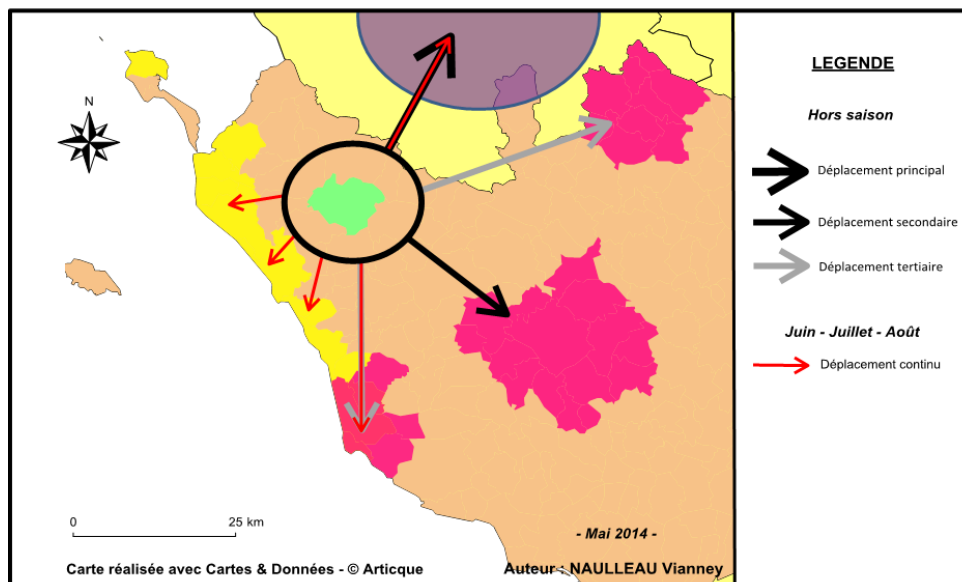 LEGENDE
Hors saison
Déplacement principal
Déplacement secondaire
Déplacement tertiaire
Juin - Juillet - Août
Déplacement continu
N
0 25 km
- Mai 2014 -
Carte réalisée avec Cartes & Données - © Articque Auteur : NAULLEAU Vianney